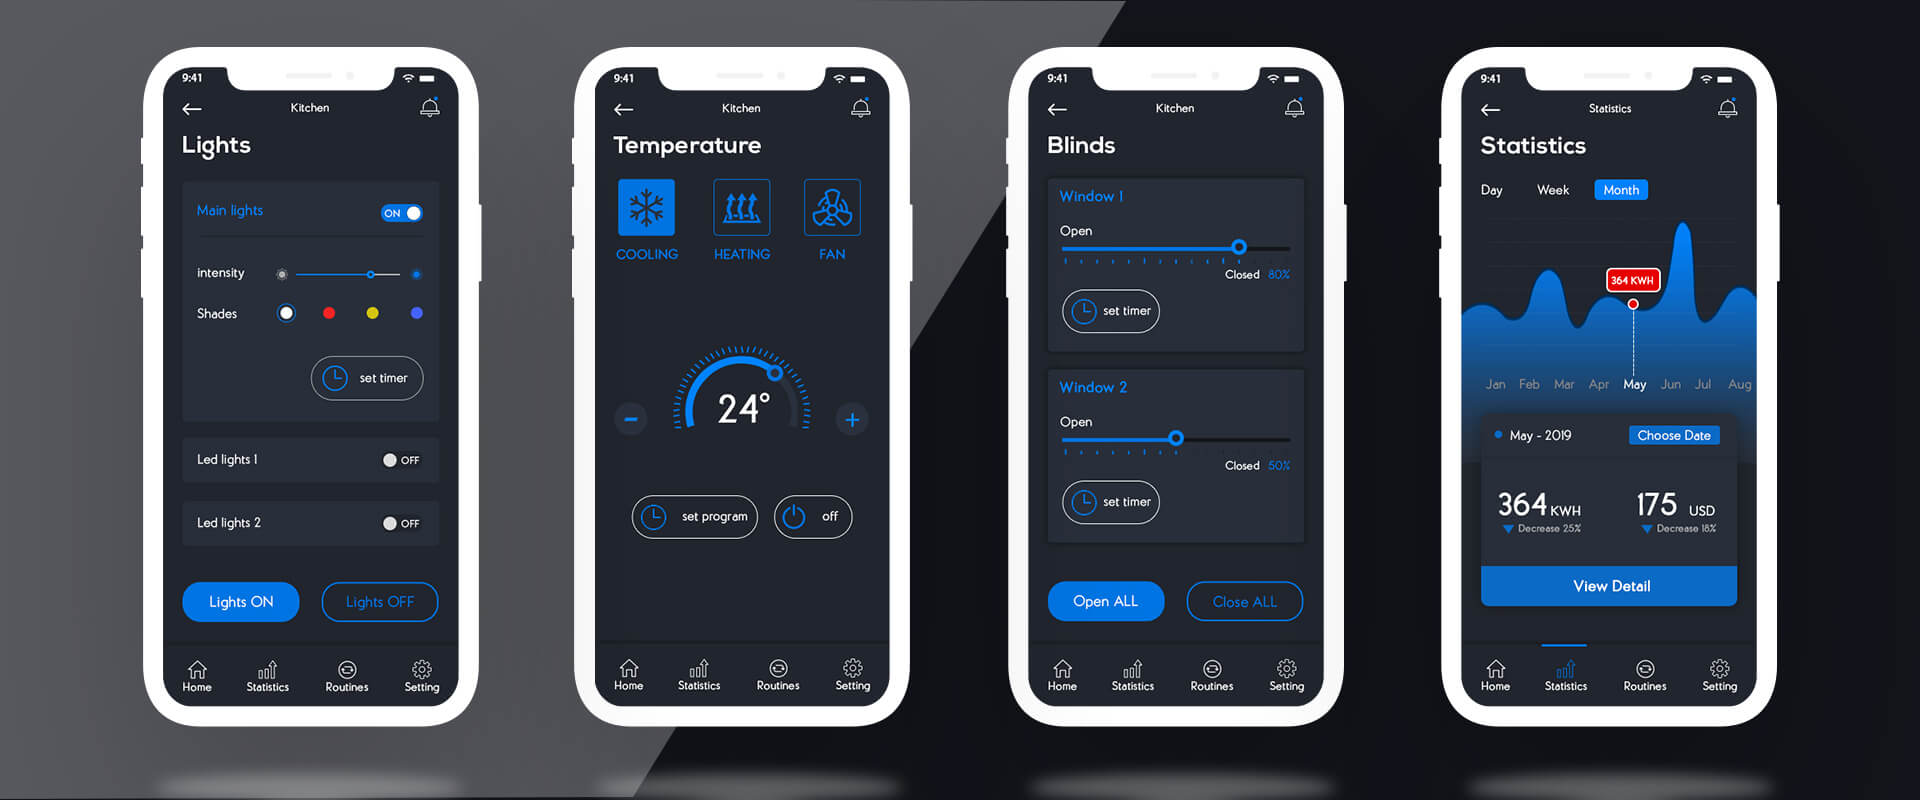 9:41
Kitchen
Lights
Main lights ON
intensity
Shades
set timer
Led lights 1 OFF
Led lights 2 OFF
Lights ON Lights OFF
Home Statistics Routines Setting
9:41
Kitchen
Temperature
COOLING HEATING FAN
24°
set program off
Home Statistics Routines Setting
9:41
Kitchen
Blinds
Window 1
Open
Closed 80%
set timer
Window 2
Open
Closed 50%
set timer
Open ALL Close ALL
Home Statistics Routines Setting
9:41
Statistics
Statistics
Day Week Month
364 KWH
Jan Feb Mar Apr May Jun Jul Aug
May - 2019 Choose Date
364 KWH 175 USD
Decrease 25% Decrease 18%
View Detail
Home Statistics Routines Setting